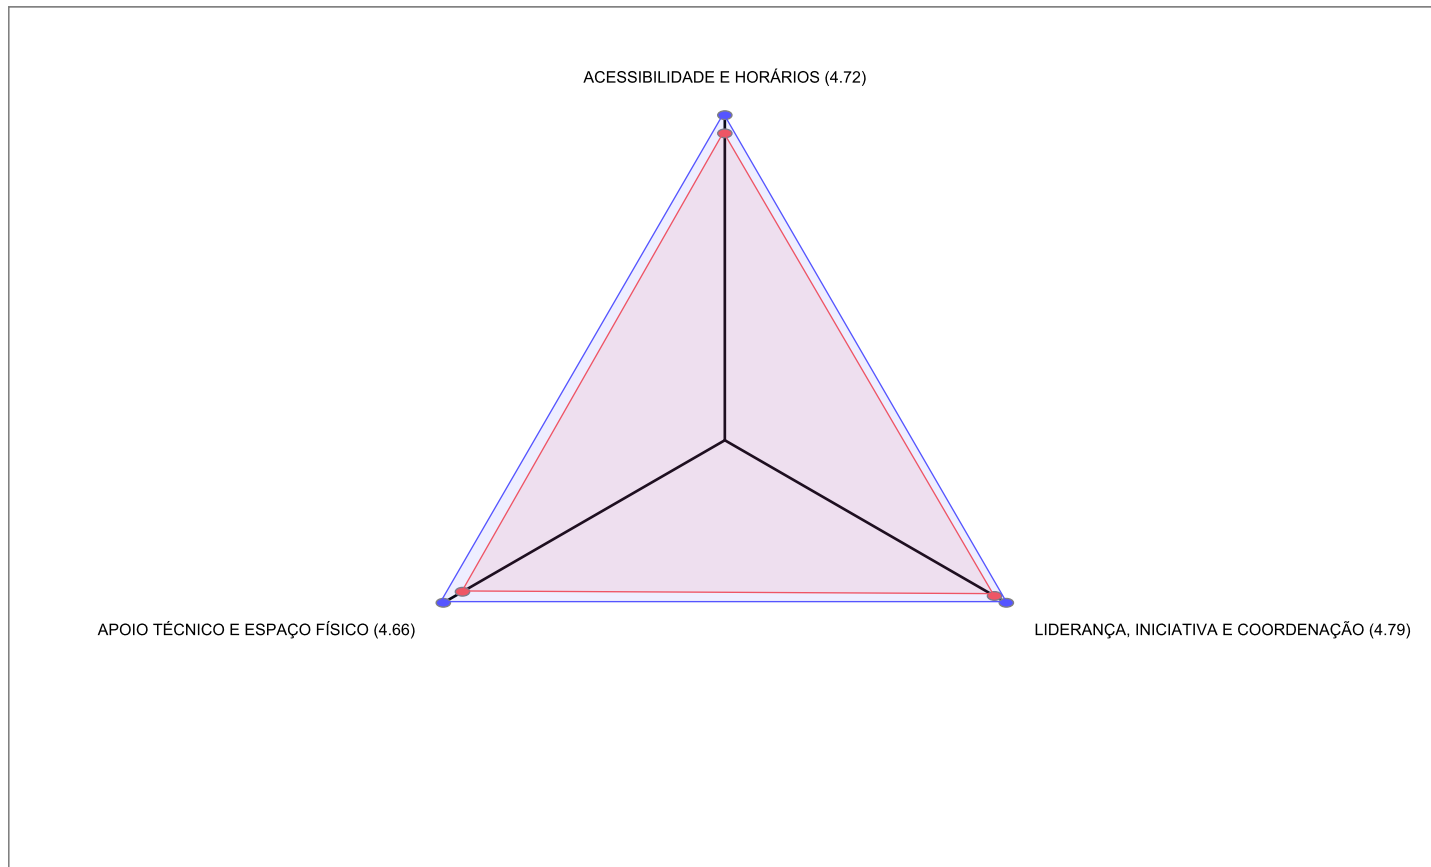 ACESSIBILIDADE E HORÁRIOS (4.72)
APOIO TÉCNICO E ESPAÇO FÍSICO (4.66)
LIDERANÇA, INICIATIVA E COORDENAÇÃO (4.79)